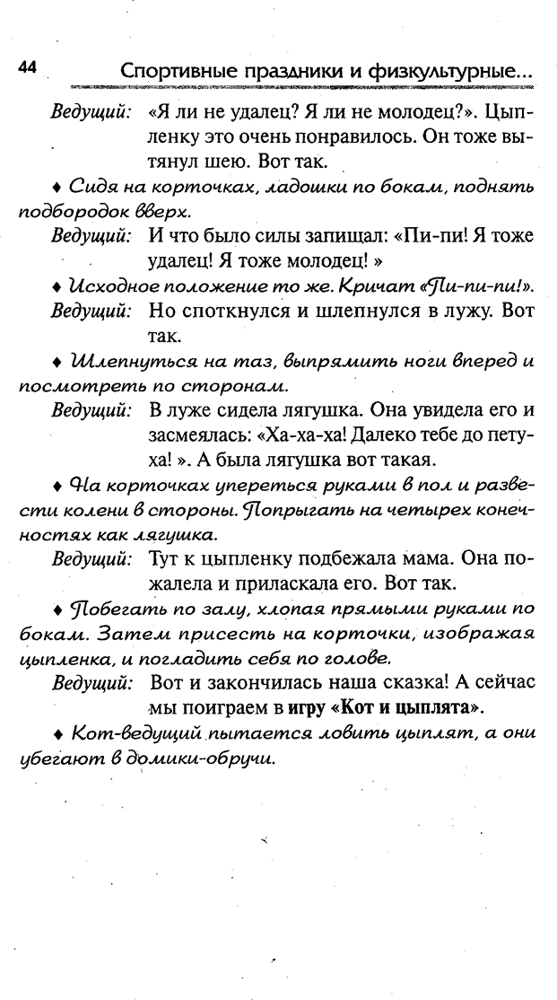 44
Спортивные праздники и физкультурные...
Ведущий: «Я ли не удалец? Я ли не молодец?». Цып-
ленку это очень понравилось. Он тоже вы-
тянул шею. Вот так.
♦ Сидя на корточках, ладошки по бокам, поднять
подбородок вверх.
Ведущий: И что было силы запищал: «Пи-пи! Я тоже
удалец! Я тоже молодец! »
♦ Исходное положение то же. Кричат «Пи-пи-пи!».
Ведущий: Но споткнулся и шлепнулся в лужу. Вот
так.
♦ Шлепнуться на таз, выпрямить ноги вперед и
посмотреть по сторонам.
Ведущий: В луже сидела лягушка. Она увидела его и
засмеялась: «Ха-ха-ха! Далеко тебе до пету-
ха! ». А была лягушка вот такая.
♦ На корточках упереться руками в пол и разве-
сти колени в стороны. Попрыгать на четырех конеч-
ностях как лягушка.
Ведущий: Тут к цыпленку подбежала мама. Она по-
жалела и приласкала его. Вот так.
♦ Побегать по залу, хлопая прямыми руками по
бокам. Затем присесть на корточки, изображая
цыпленка, и погладить себя по голове.
Ведущий: Вот и закончилась наша сказка! А сейчас
мы поиграем в игру «Кот и цыплята».
♦ Кот-ведущий пытается ловить цыплят, а они
убегают в домики-обручи.